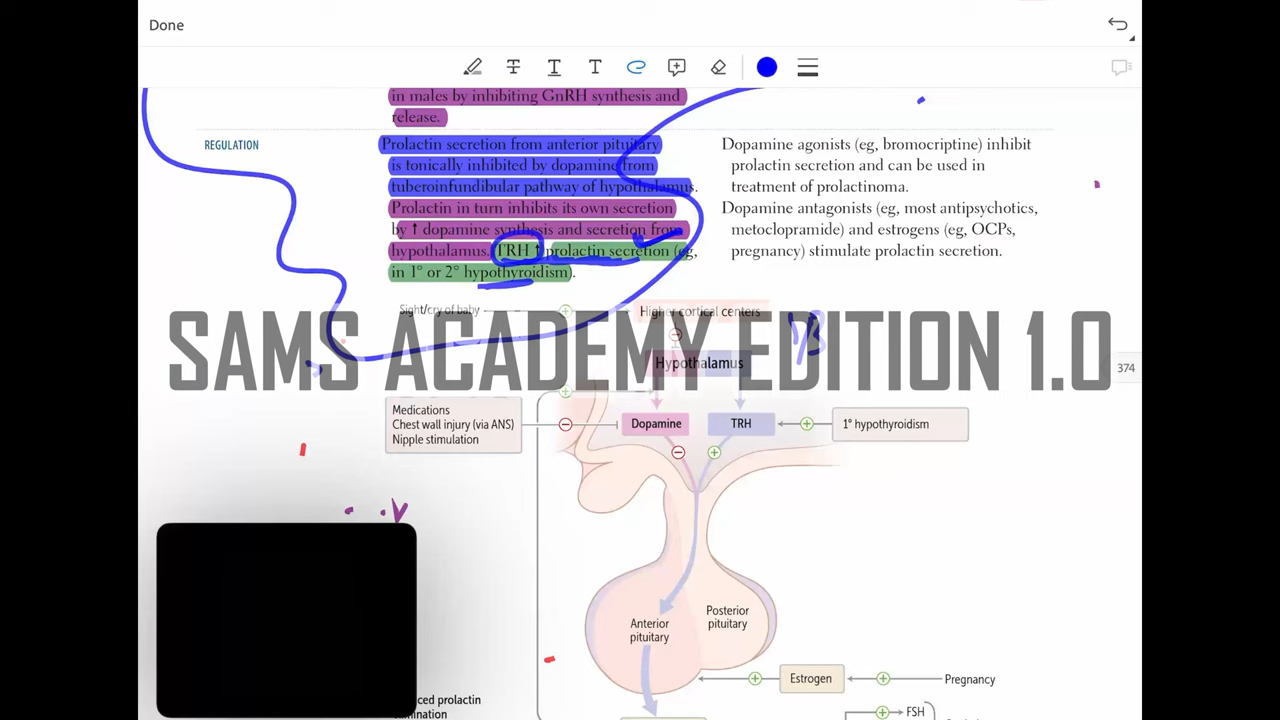 Done
in males by inhibiting GnRH synthesis and
release.
REGULATION
Prolactin secretion from anterior pituitary
is tonically inhibited by dopamine from
tuberoinfundibular pathway of hypothalamus.
Prolactin in turn inhibits its own secretion
by ↑ dopamine synthesis and secretion from
hypothalamus. TRH ↑ prolactin secretion (eg,
in 1° or 2° hypothyroidism).
Dopamine agonists (eg, bromocriptine) inhibit
prolactin secretion and can be used in
treatment of prolactinoma.
Dopamine antagonists (eg, most antipsychotics,
metoclopramide) and estrogens (eg, OCPs,
pregnancy) stimulate prolactin secretion.
Sight/cry of baby
Higher cortical centers
SAMS ACADEMY EDITION 1.0
Hypothalamus
374
Medications
Chest wall injury (via ANS)
Nipple stimulation
Dopamine
TRH
1° hypothyroidism
Anterior
pituitary
Posterior
pituitary
Estrogen
Pregnancy
prolactin
FSH